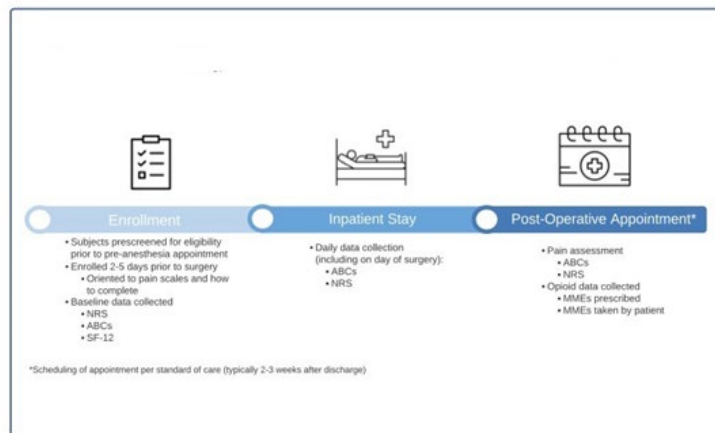 Enrollment
Inpatient Stay
Post-Operative Appointment*
• Subjects prescreened for eligibility
prior to pre-anesthesia appointment
• Enrolled 2-5 days prior to surgery
• Oriented to pain scales and how
to complete
• Baseline data collected
• NRS
• ABCs
• SF-12
• Daily data collection
(including on day of surgery):
• ABCs
• NRS
• Pain assessment
• ABCs
• NRS
• Opioid data collected
• MMEs prescribed
• MMEs taken by patient
*Scheduling of appointment per standard of care (typically 2-3 weeks after discharge)